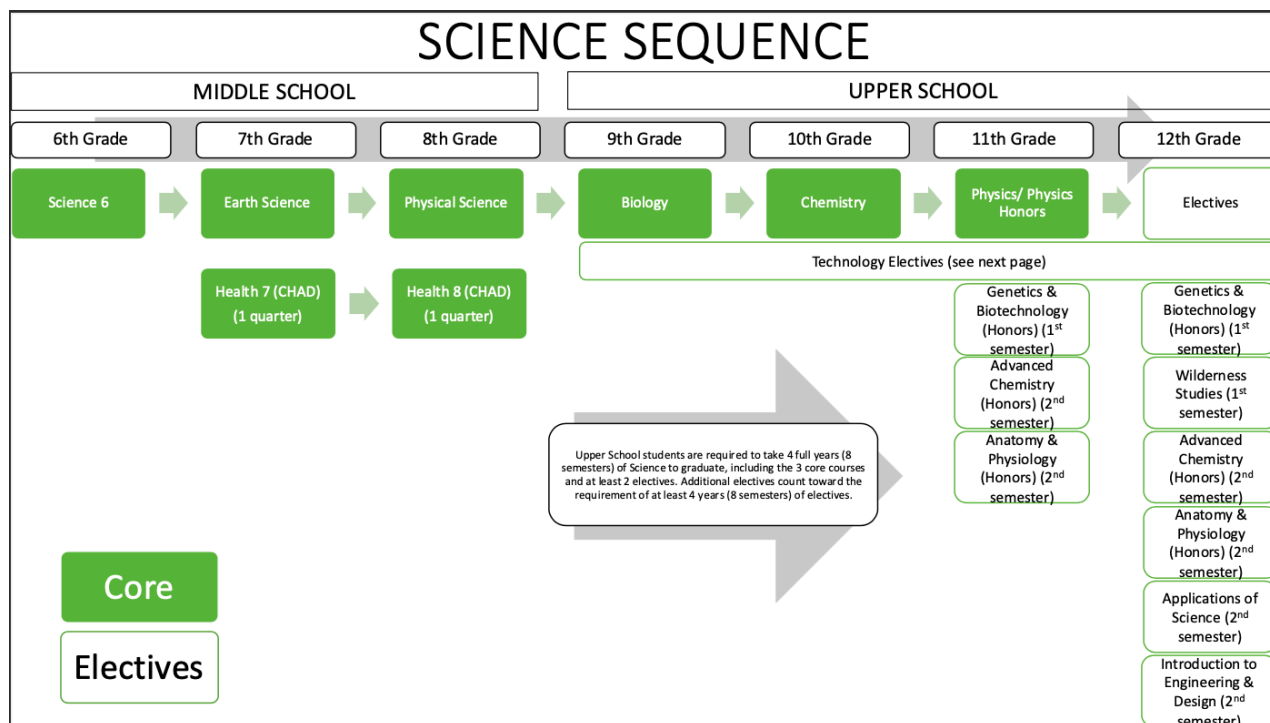 SCIENCE SEQUENCE
MIDDLE SCHOOL
UPPER SCHOOL
6th Grade
7th Grade
8th Grade
9th Grade
10th Grade
11th Grade
12th Grade
Science 6
Earth Science
Physical Science
Biology
Chemistry
Physics/ Physics
Honors
Electives
Technology Electives (see next page)
Health 7 (CHAD)
(1 quarter)
Health 8 (CHAD)
(1 quarter)
Genetics &
Biotechnology
(Honors) (1st
semester)
Advanced
Chemistry
(Honors) (2nd
semester)
Anatomy &
Physiology
(Honors) (2nd
semester)
Genetics &
Biotechnology
(Honors) (1st
semester)
Wilderness
Studies (1st
semester)
Advanced
Chemistry
(Honors) (2nd
semester)
Anatomy &
Physiology
(Honors) (2nd
semester)
Applications of
Science (2nd
semester)
Introduction to
Engineering &
Design (2nd
semester)
Upper School students are required to take 4 full years (8
semesters) of Science to graduate, including the 3 core courses
and at least 2 electives. Additional electives count toward the
requirement of at least 4 years (8 semesters) of electives.
Core
Electives